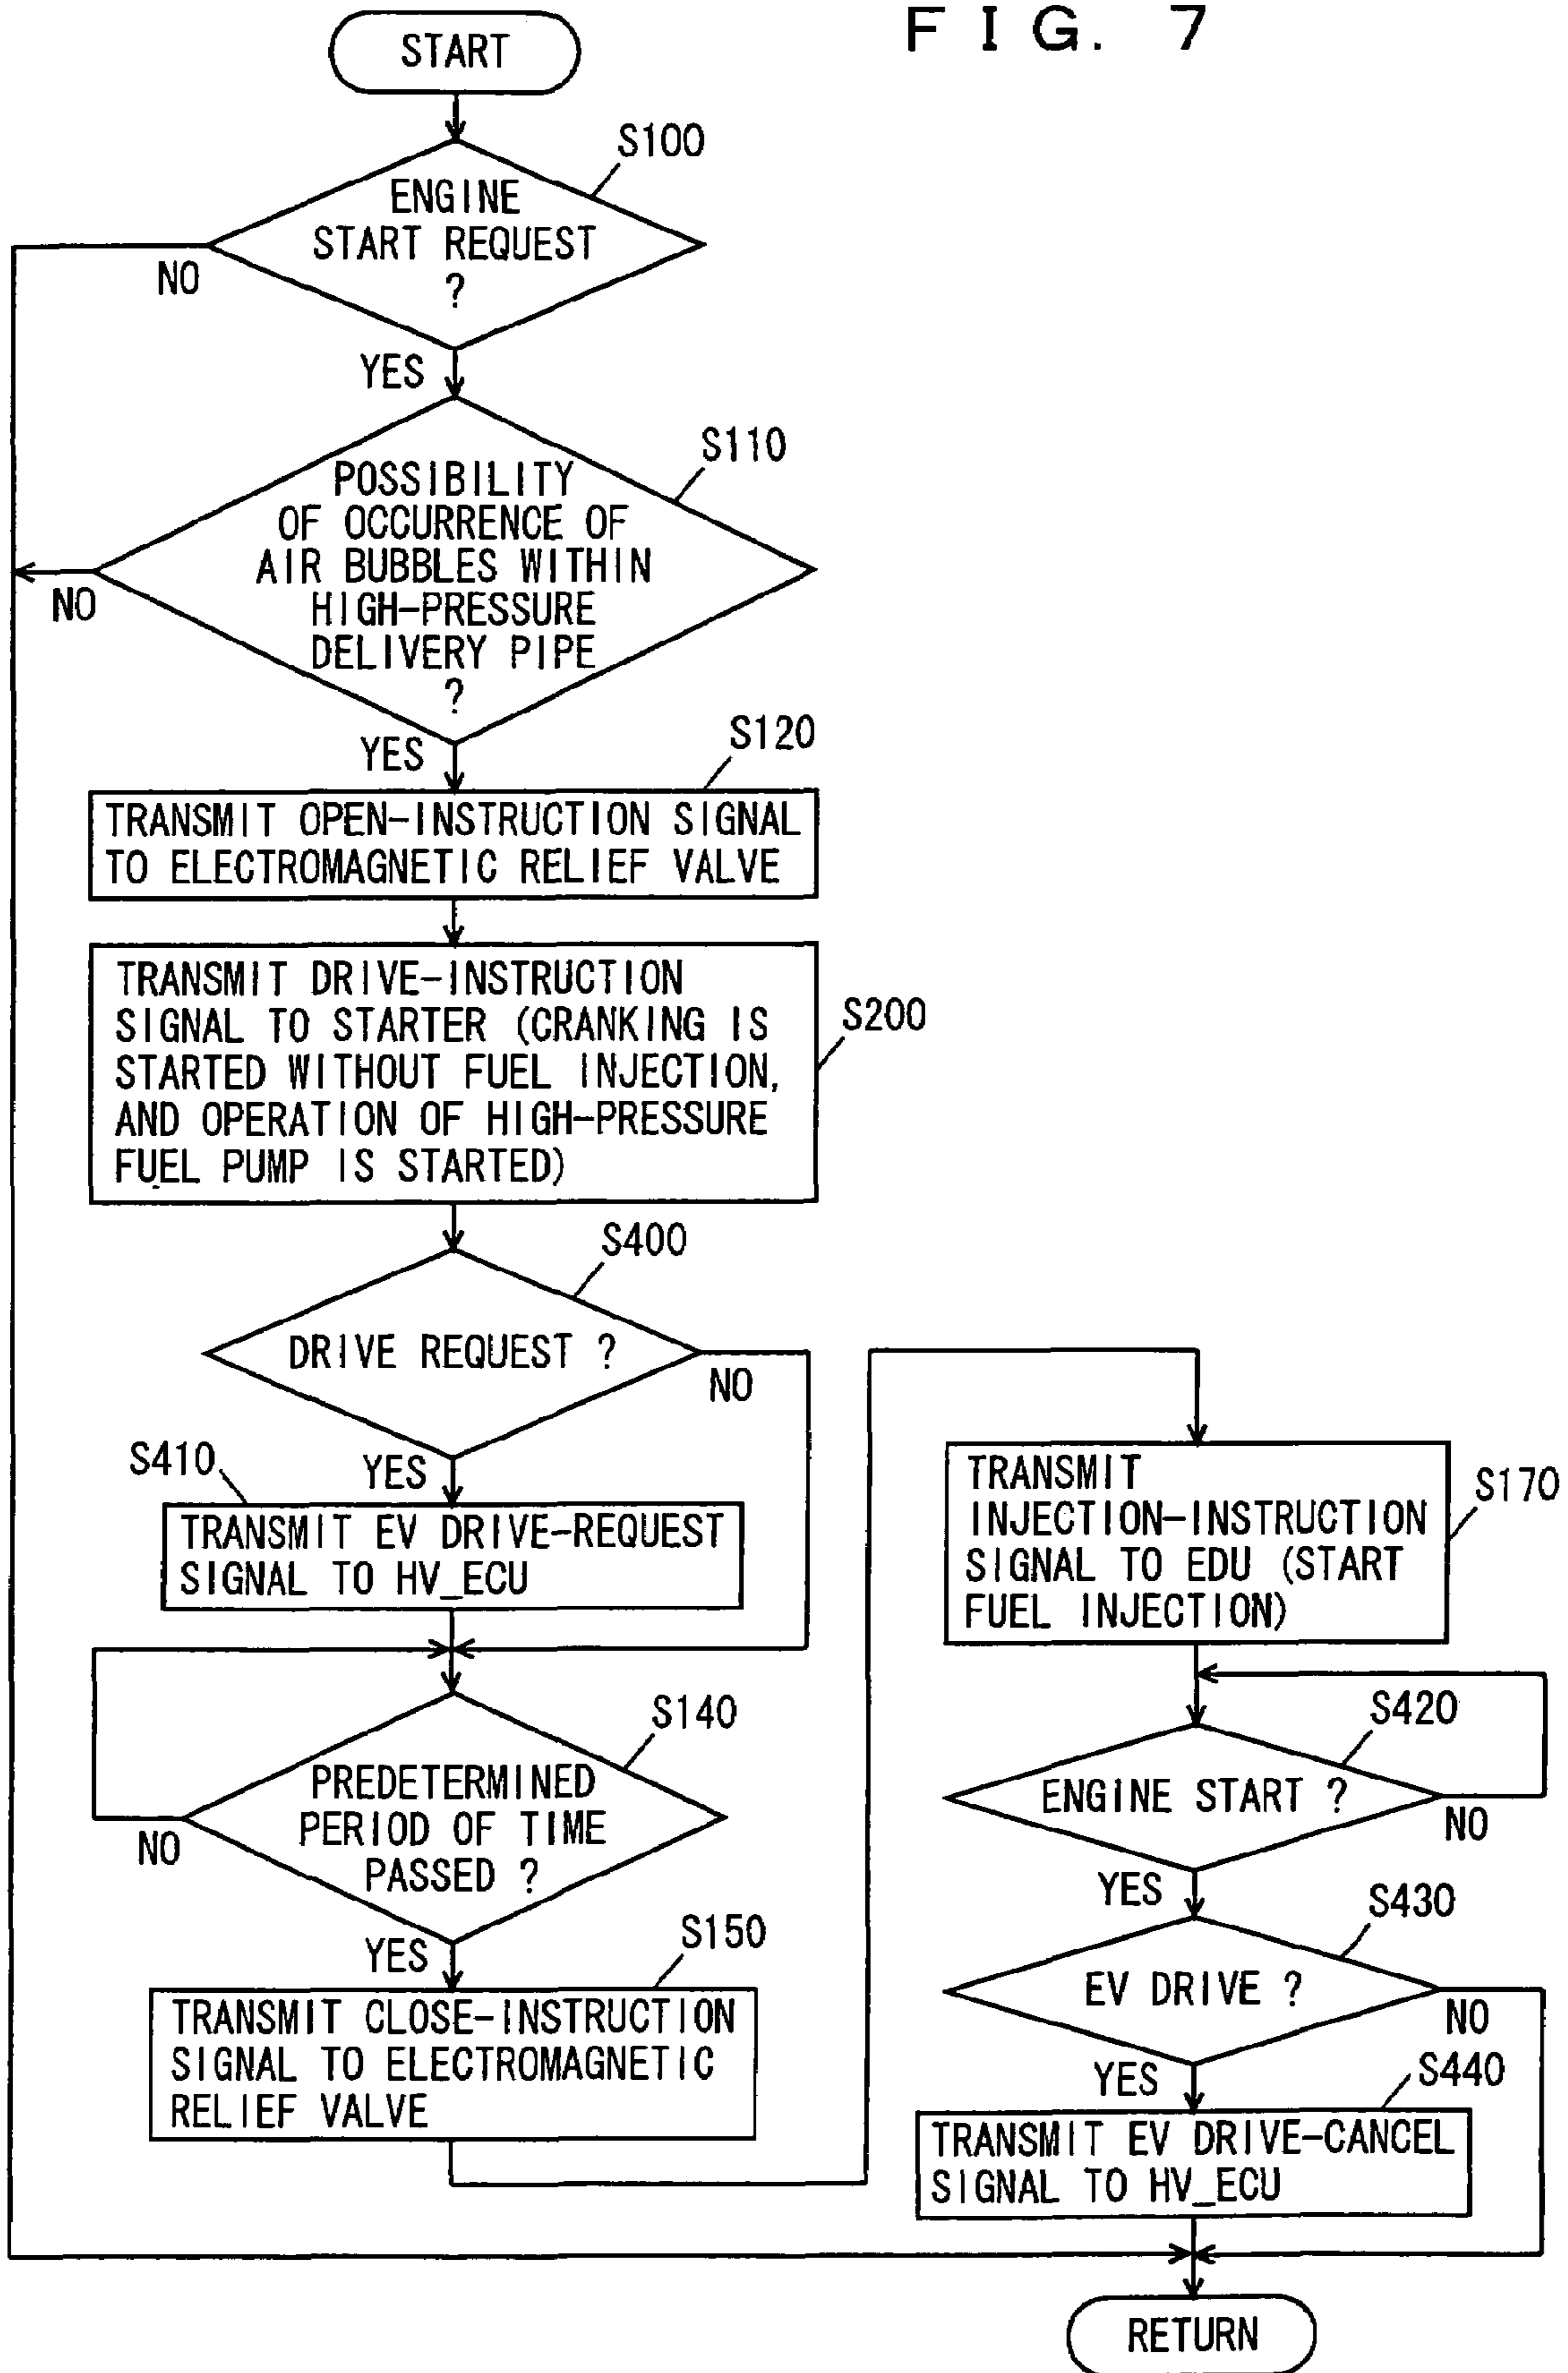 FIG. 7
START
S100
ENGINE
START REQUEST
?
NO
YES
S110
POSSIBILITY
OF OCCURRENCE OF
AIR BUBBLES WITHIN
HIGH-PRESSURE
DELIVERY PIPE
?
NO
YES
S120
TRANSMIT OPEN-INSTRUCTION SIGNAL
TO ELECTROMAGNETIC RELIEF VALVE
TRANSMIT DRIVE-INSTRUCTION
SIGNAL TO STARTER (CRANKING IS
STARTED WITHOUT FUEL INJECTION,
AND OPERATION OF HIGH-PRESSURE
FUEL PUMP IS STARTED)
S200
S400
DRIVE REQUEST ?
NO
YES
S410
TRANSMIT EV DRIVE-REQUEST
SIGNAL TO HV_ECU
S140
PREDETERMINED
PERIOD OF TIME
PASSED ?
NO
YES
S150
TRANSMIT CLOSE-INSTRUCTION
SIGNAL TO ELECTROMAGNETIC
RELIEF VALVE
TRANSMIT
INJECTION-INSTRUCTION
SIGNAL TO EDU (START
FUEL INJECTION)
S170
S420
ENGINE START ?
NO
YES
S430
EV DRIVE ?
NO
YES
S440
TRANSMIT EV DRIVE-CANCEL
SIGNAL TO HV_ECU
RETURN